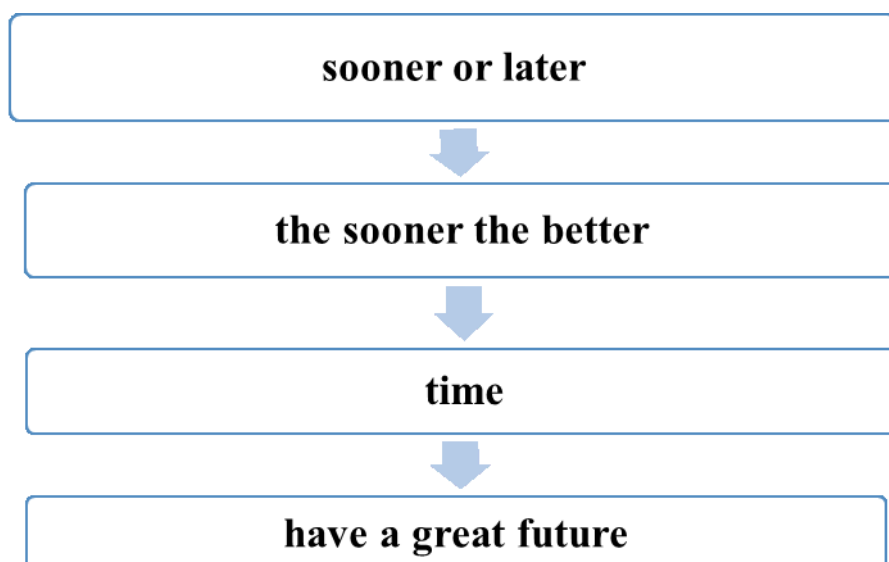 sooner or later
the sooner the better
time
have a great future